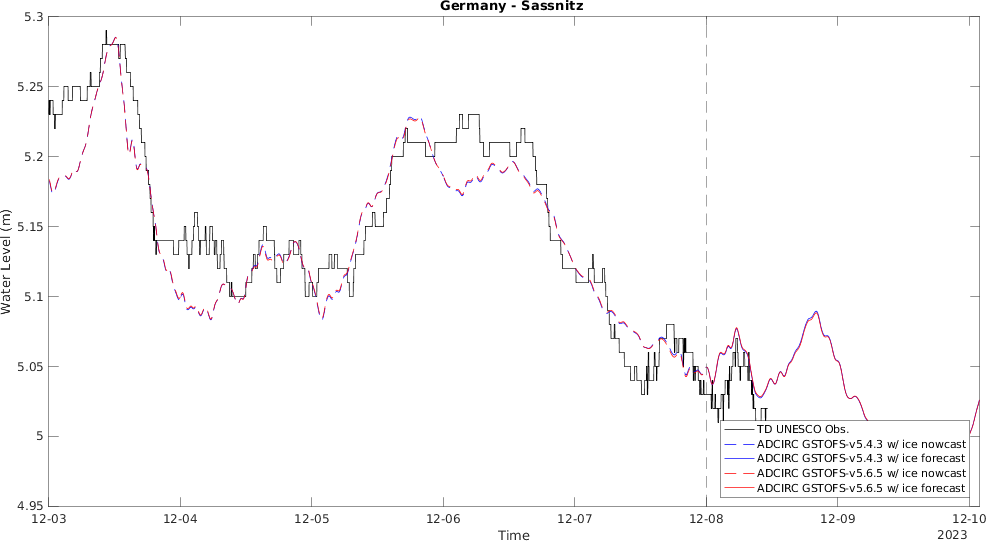 Germany - Sassnitz
5.3
5.25
5.2
5.15
5.1
5.05
5
4.95
Water Level (m)
TD UNESCO Obs.
ADCIRC GSTOFS-v5.4.3 w/ ice nowcast
ADCIRC GSTOFS-v5.4.3 w/ ice forecast
ADCIRC GSTOFS-v5.6.5 w/ ice nowcast
ADCIRC GSTOFS-v5.6.5 w/ ice forecast
12-03 12-04 12-05 12-06 12-07 12-08 12-09 12-10
Time
2023